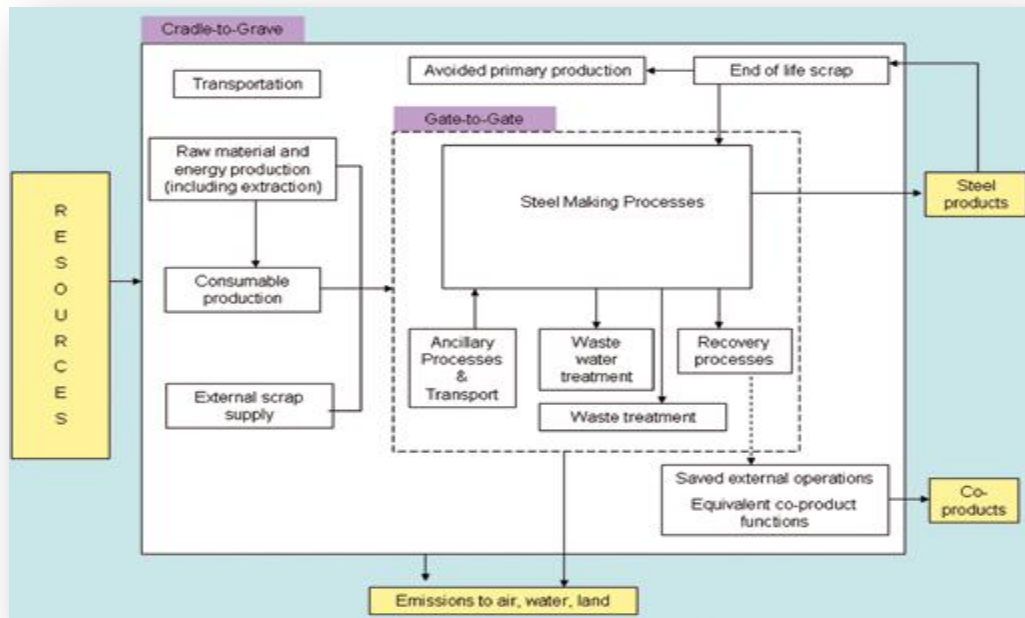 Cradle-to-Grave
Transportation
Avoided primary production
End of life scrap
Gate-to-Gate
Raw material and
energy production
(including extraction)
Steel Making Processes
Steel
products
R
E
S
O
U
R
C
E
S
Consumable
production
Ancillary
Processes
&
Transport
Waste
water
treatment
Recovery
processes
External scrap
supply
Waste treatment
Saved external operations
Equivalent co-product
functions
Co-
products
Emissions to air, water, land